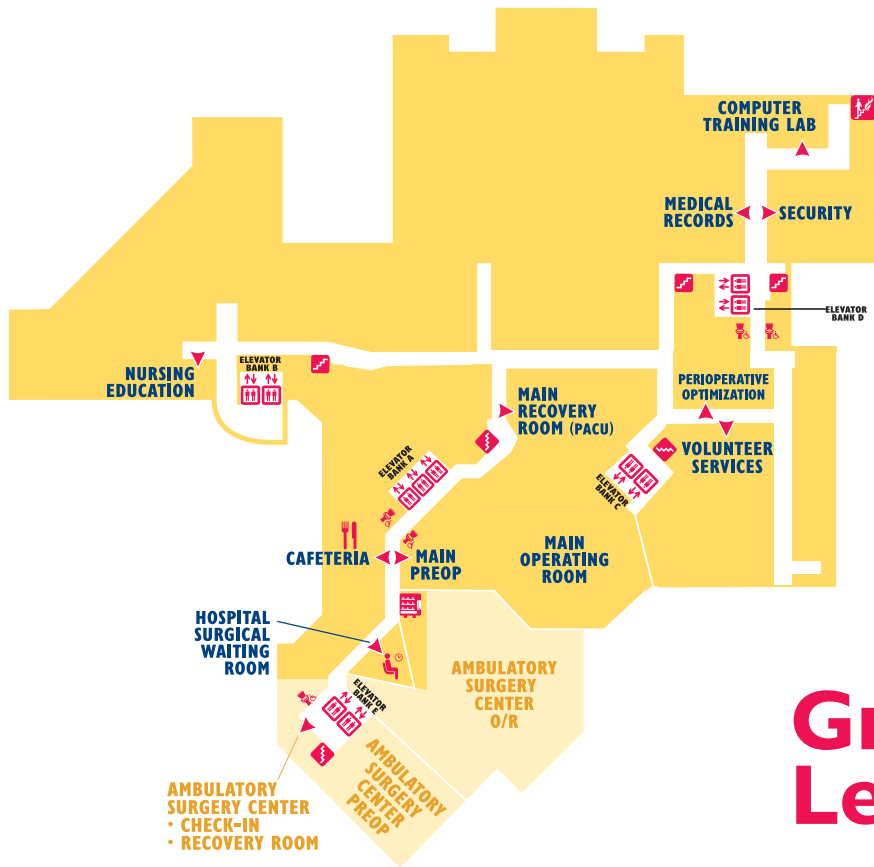 COMPUTER
TRAINING LAB
MEDICAL
RECORDS
SECURITY
ELEVATOR
BANK D
NURSING
EDUCATION
ELEVATOR
BANK B
PERIOPERATIVE
OPTIMIZATION
MAIN
RECOVERY
ROOM (PACU)
VOLUNTEER
SERVICES
ELEVATOR
BANK A
ELEVATOR
BANK C
CAFETERIA
MAIN
PREOP
MAIN
OPERATING
ROOM
HOSPITAL
SURGICAL
WAITING
ROOM
AMBULATORY
SURGERY
CENTER
O/R
ELEVATOR
BANK E
AMBULATORY
SURGERY
CENTER
PREOP
AMBULATORY
SURGERY CENTER
• CHECK-IN
• RECOVERY ROOM
Le